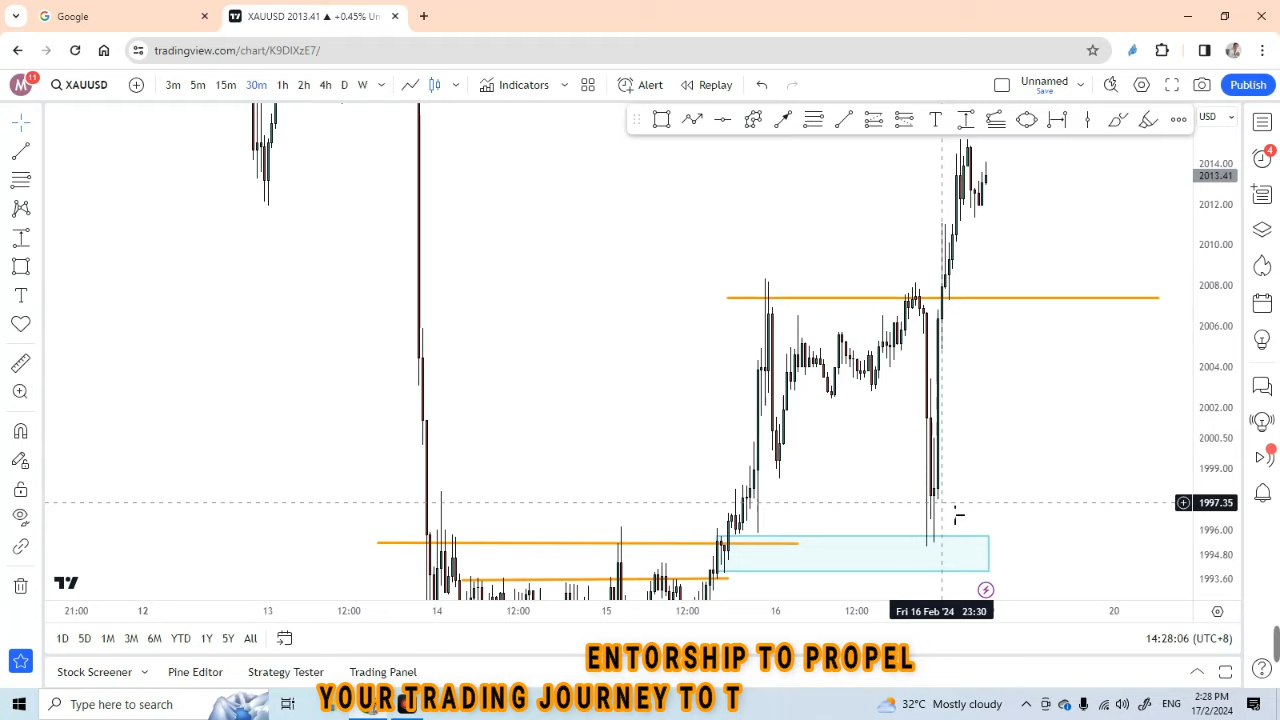 Google
XAUUSD 2013.41 ▲ +0.45% Un
tradingview.com/chart/K9DIXzE7/
M 11 XAUUSD 3m 5m 15m 30m 1h 2h 4h D W Indicators Alert Replay Unnamed Save Publish
USD
2014.00
2013.41
2012.00
2010.00
2008.00
2006.00
2004.00
2002.00
2000.50
1999.00
1997.35
1996.00
1994.80
1993.60
4
21:00 12 13 12:00 14 12:00 15 12:00 16 12:00 Fri 16 Feb '24 23:30 20
1D 5D 1M 3M 6M YTD 1Y 5Y All 14:28:06 (UTC+8)
Stock Screener Pine Editor Strategy Tester Trading Panel
ENTORSHIP TO PROPEL
YOUR TRADING JOURNEY TO T
Type here to search 32°C Mostly cloudy ENG 2:28 PM
17/2/2024